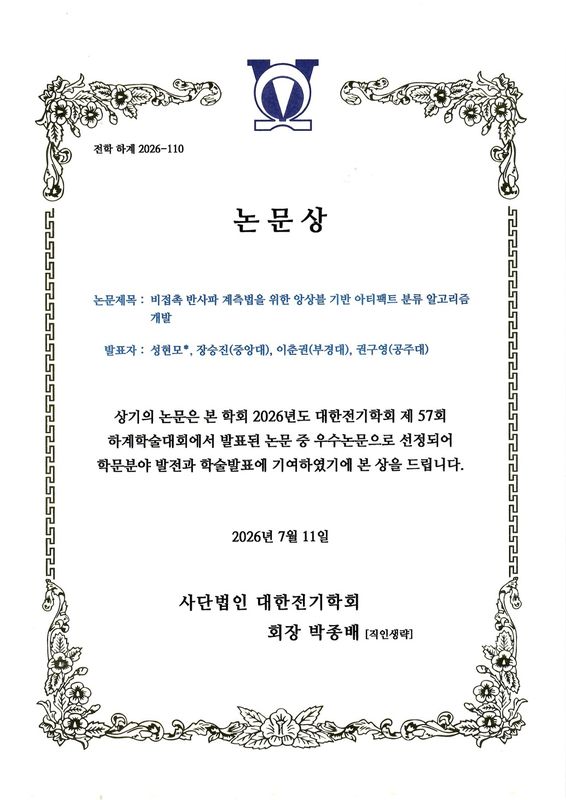 전학 하계 2026-110
논문상
논문제목 : 비접촉 반사파 계측법을 위한 앙상블 기반 아티팩트 분류 알고리즘
개발
발표자 : 성현모*, 장승진(중앙대), 이춘권(부경대), 권구영(공주대)
상기의 논문은 본 학회 2026년도 대한전기학회 제 57회
하계학술대회에서 발표된 논문 중 우수논문으로 선정되어
학문분야 발전과 학술발표에 기여하였기에 본 상을 드립니다.
2026년 7월 11일
사단법인 대한전기학회
회장 박종배 [직인생략]